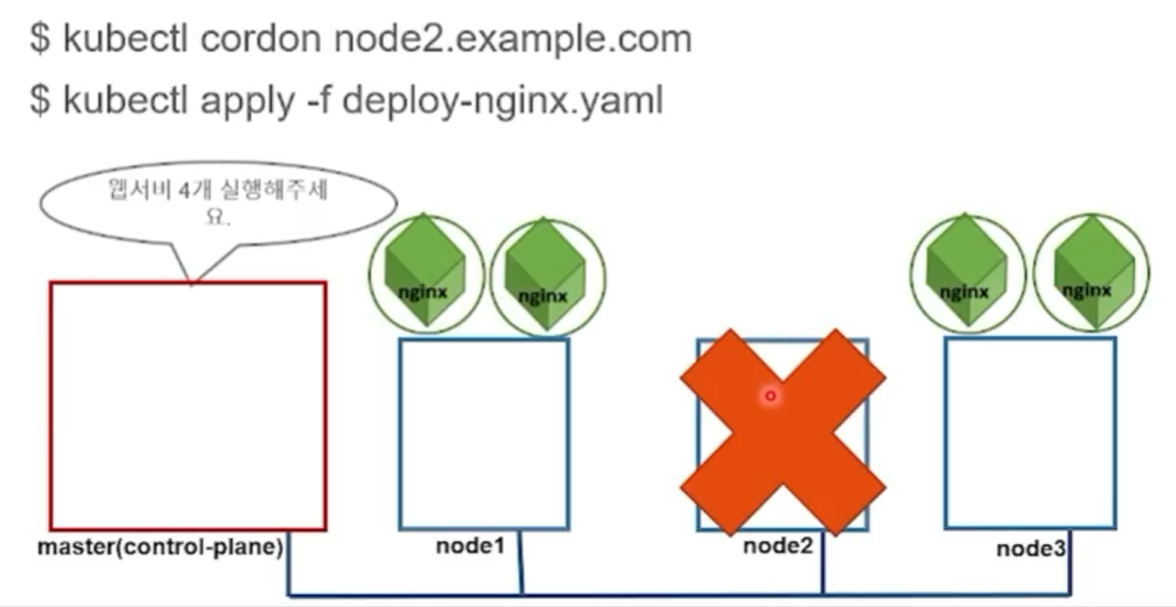 $ kubectl cordon node2.example.com
$ kubectl apply -f deploy-nginx.yaml
웹서비 4개 실행해주세
요.
nginx
nginx
nginx
nginx
master(control-plane)
node1
node2
node3